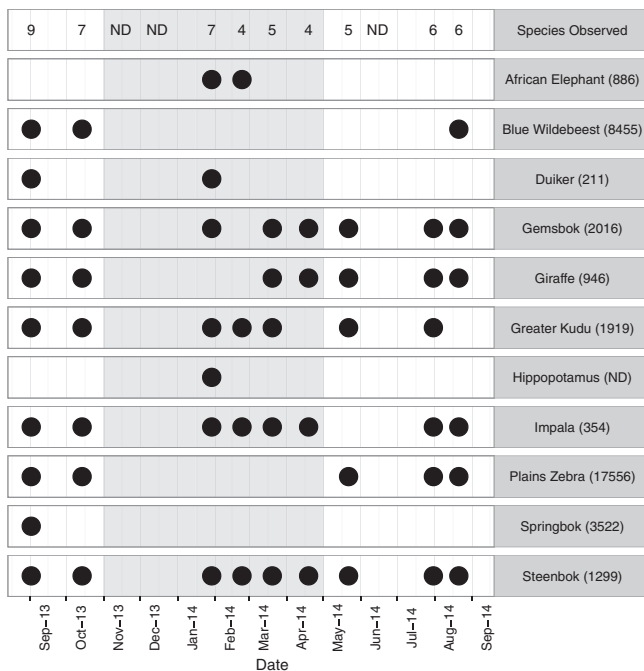 9 7 ND ND 7 4 5 4 5 ND 6 6 Species Observed
African Elephant (886)
Blue Wildebeest (8455)
Duiker (211)
Gemsbok (2016)
Giraffe (946)
Greater Kudu (1919)
Hippopotamus (ND)
Impala (354)
Plains Zebra (17556)
Springbok (3522)
Steenbok (1299)
Sep–13 Oct–13 Nov–13 Dec–13 Jan–14 Feb–14 Mar–14 Apr–14 May–14 Jun–14 Jul–14 Aug–14 Sep–14
Date